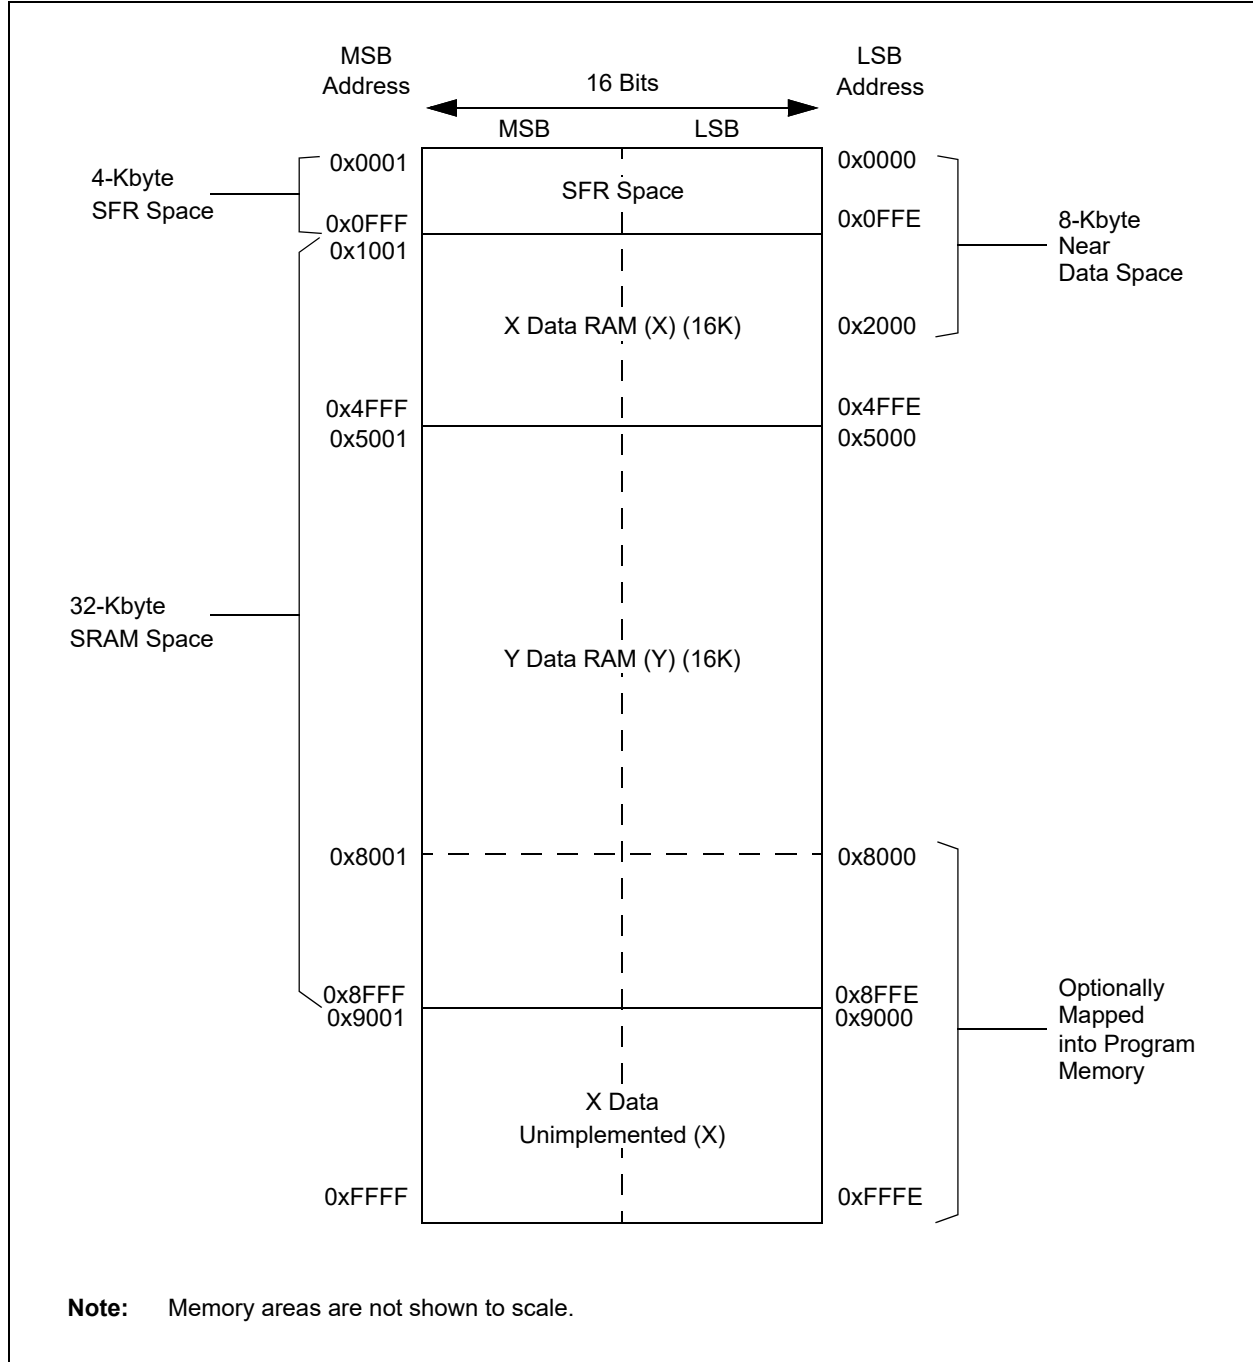 MSB
Address
LSB
Address
16 Bits
MSB
LSB
0x0001
0x0000
4-Kbyte
SFR Space
SFR Space
0x0FFF
0x0FFE
0x1001
8-Kbyte
Near
Data Space
X Data RAM (X) (16K)
0x2000
0x4FFF
0x4FFE
0x5001
0x5000
32-Kbyte
SRAM Space
Y Data RAM (Y) (16K)
0x8001
0x8000
0x8FFF
0x8FFE
0x9001
0x9000
Optionally
Mapped
into Program
Memory
X Data
Unimplemented (X)
0xFFFF
0xFFFE
Note: Memory areas are not shown to scale.